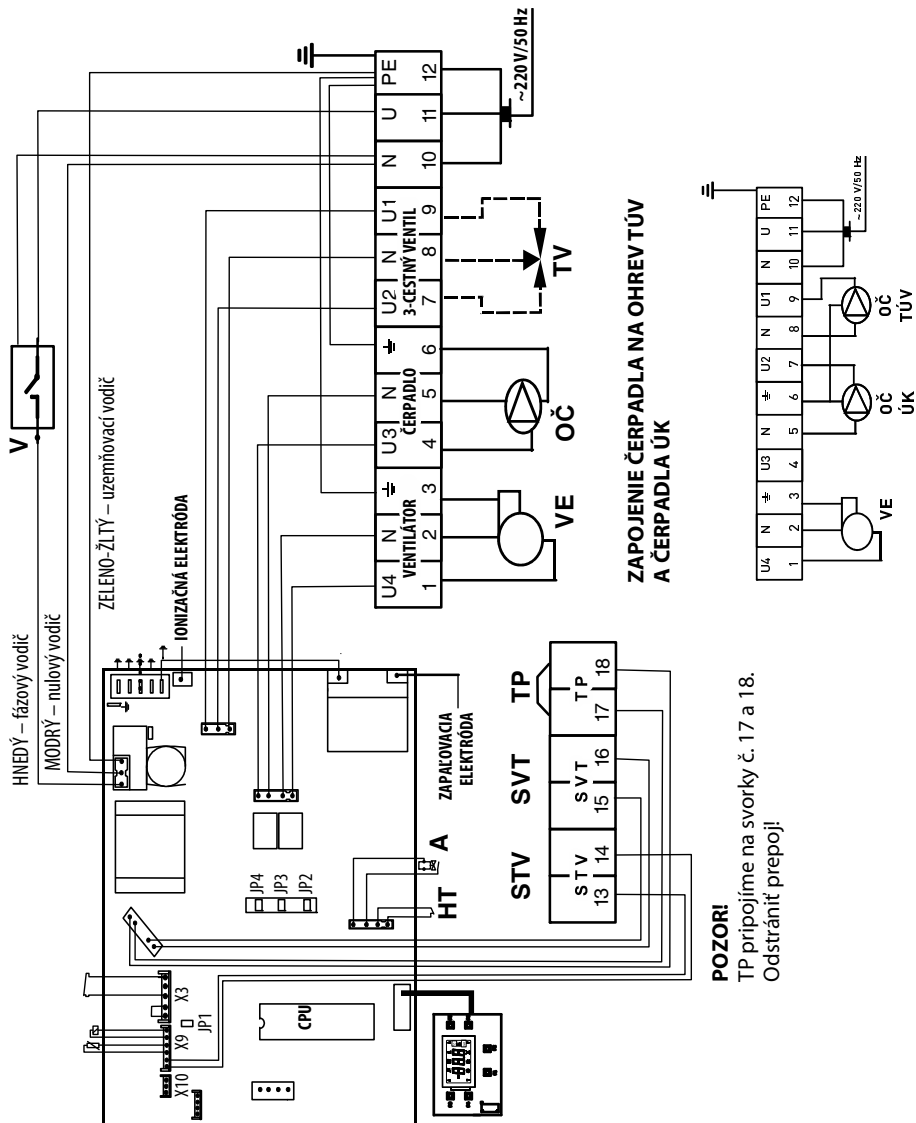 V
HNEDÝ – fázový vodič
MODRÝ – nulový vodič
ZELENO-ŽLTÝ – uzemňovací vodič
IONIZAČNÁ ELEKTRÓDA
X10 X9 X3
JP1
JP4
JP3
JP2
CPU
U4 N U3 N U2 N U1 N U PE
VENTILÁTOR ČERPADLO 3-CESTNÝ VENTIL
1 2 3 4 5 6 7 8 9 10 11 12
~220 V/50 Hz
HT A
ZAPAĽOVACIA
ELEKTRÓDA
VE OČ TV
STV SVT TP
S T V S V T T P
13 14 15 16 17 18
ZAPOJENIE ČERPADLA NA OHREV TÚV
A ČERPADLA ÚK
POZOR!
TP pripojíme na svorky č. 17 a 18.
Odstrániť prepoj!
U4 N U3 N U2 N U1 N U PE
1 2 3 4 5 6 7 8 9 10 11 12
~220 V/50 Hz
VE
OČ
ÚK
OČ
TÚV